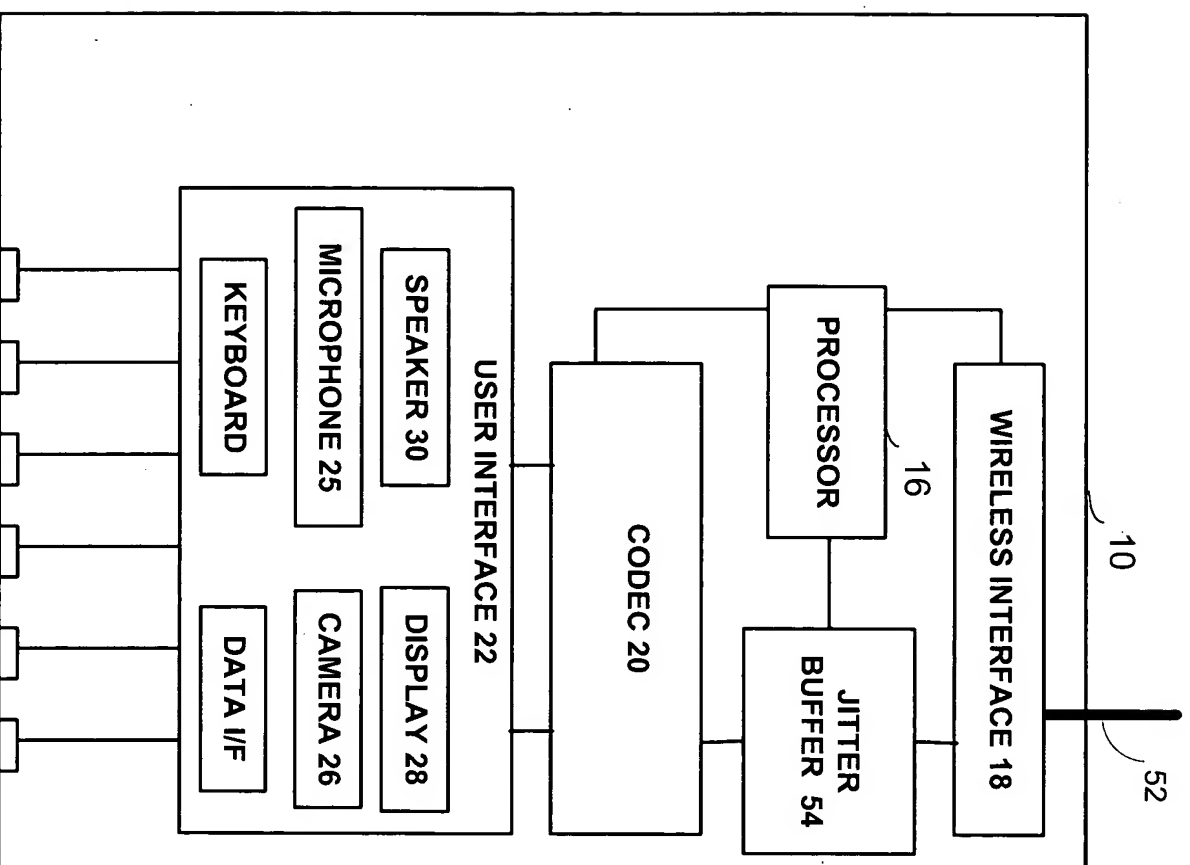 52
10
WIRELESS INTERFACE 18
16
PROCESSOR
JITTER
BUFFER 54
CODEC 20
USER INTERFACE 22
SPEAKER 30
DISPLAY 28
MICROPHONE 25
CAMERA 26
KEYBOARD
DATA I/F